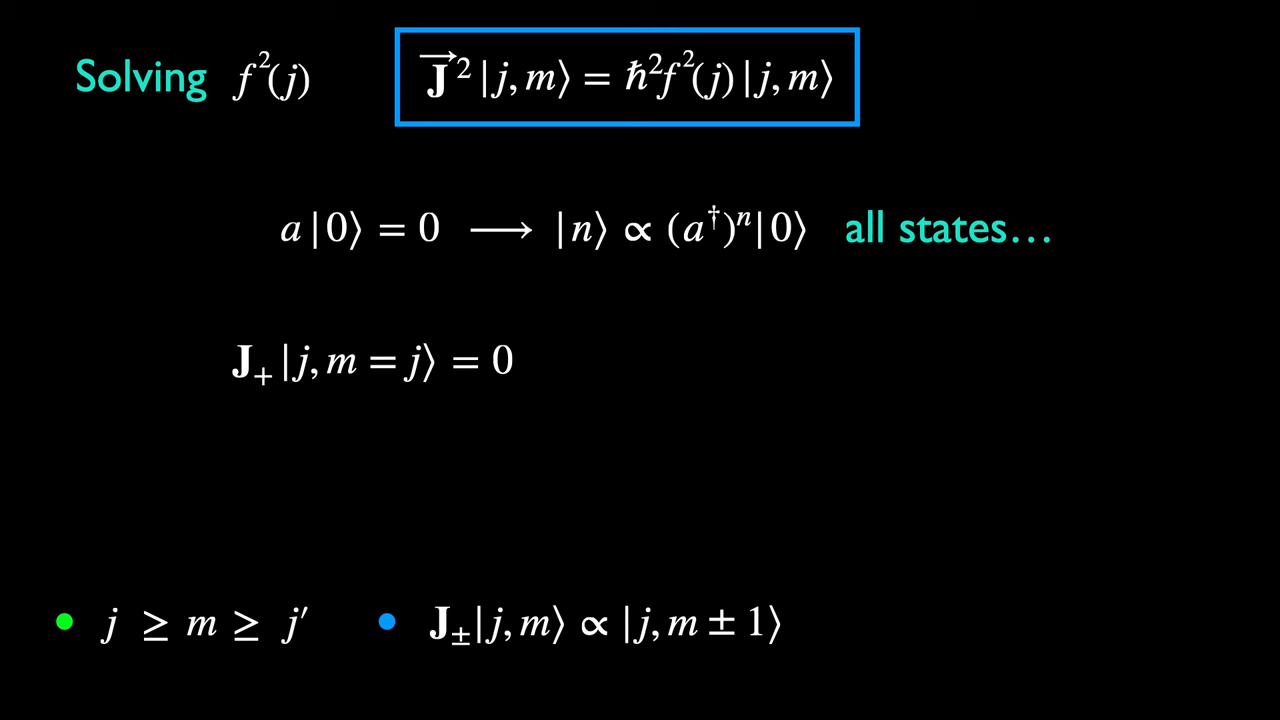 Solving f²(j) J⃗² |j, m⟩ = ℏ²f²(j) |j, m⟩
a |0⟩ = 0 ⟶ |n⟩ ∝ (a†)ⁿ|0⟩ all states…
J₊ |j, m = j⟩ = 0
• j ≥ m ≥ j′ • J± |j, m⟩ ∝ |j, m ± 1⟩